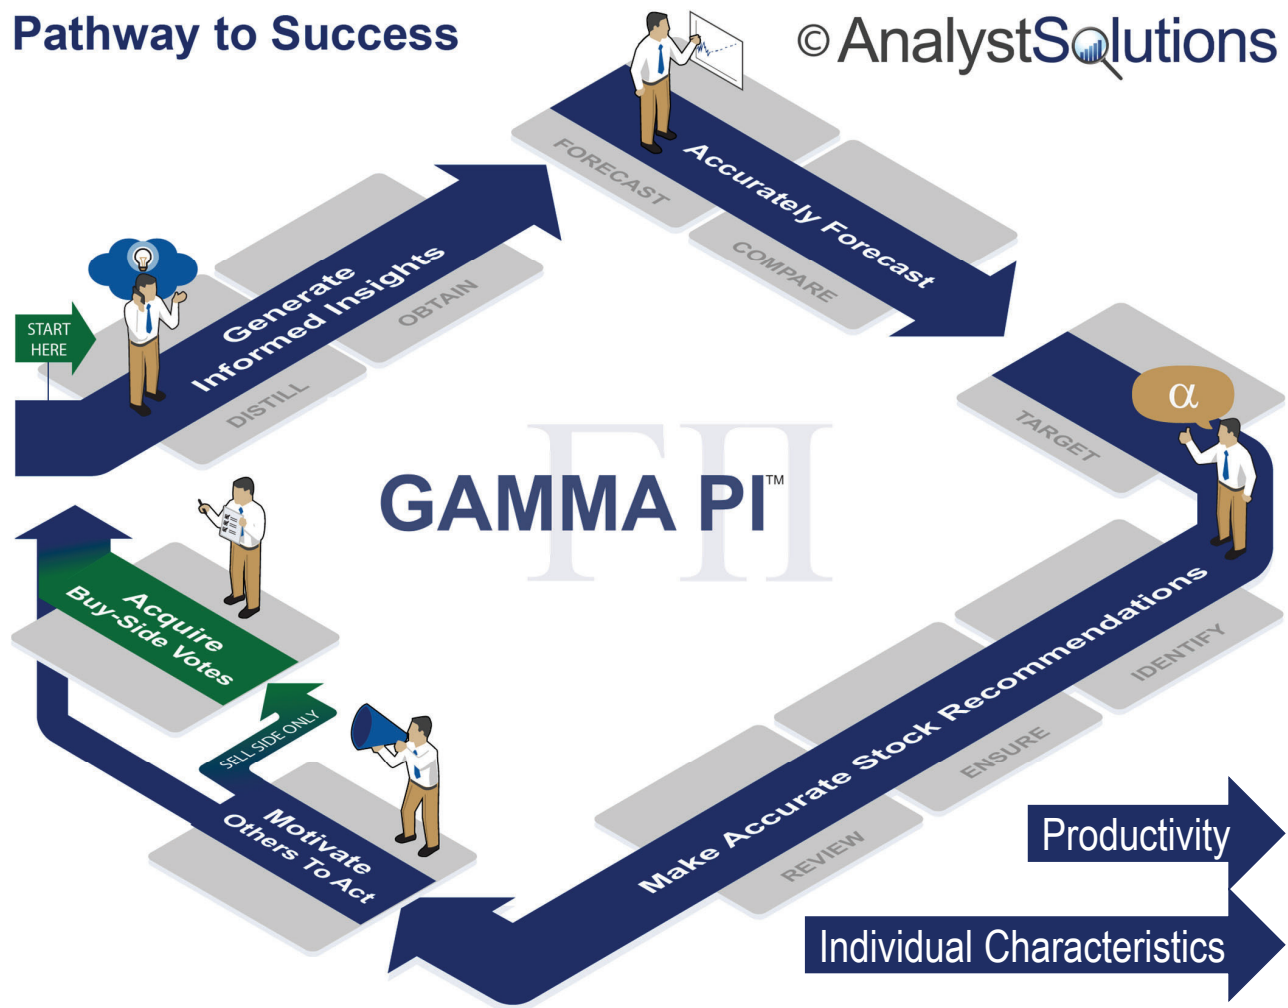 Pathway to Success
© AnalystSolutions
START
HERE
Generate
Informed Insights
DISTILL
OBTAIN
Accurately Forecast
FORECAST
COMPARE
α
TARGET
ΓΠ
GAMMA PI™
Make Accurate Stock Recommendations
IDENTIFY
ENSURE
REVIEW
Motivate
Others To Act
SELL SIDE ONLY
Acquire
Buy-Side Votes
Productivity
Individual Characteristics